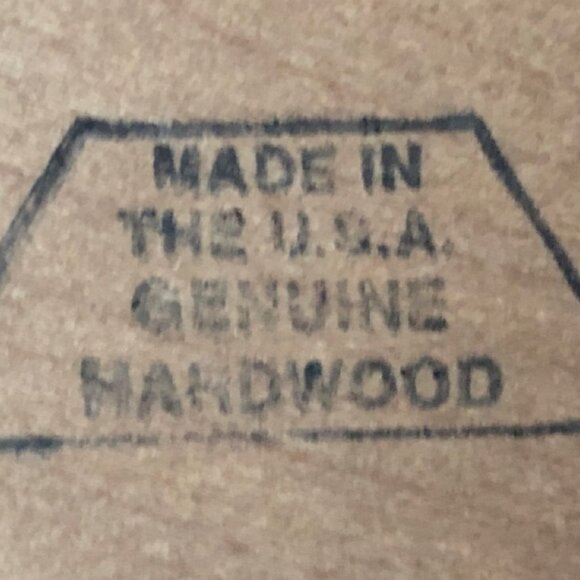 MADE IN
THE U.S.A.
GENUINE
HARDWOOD